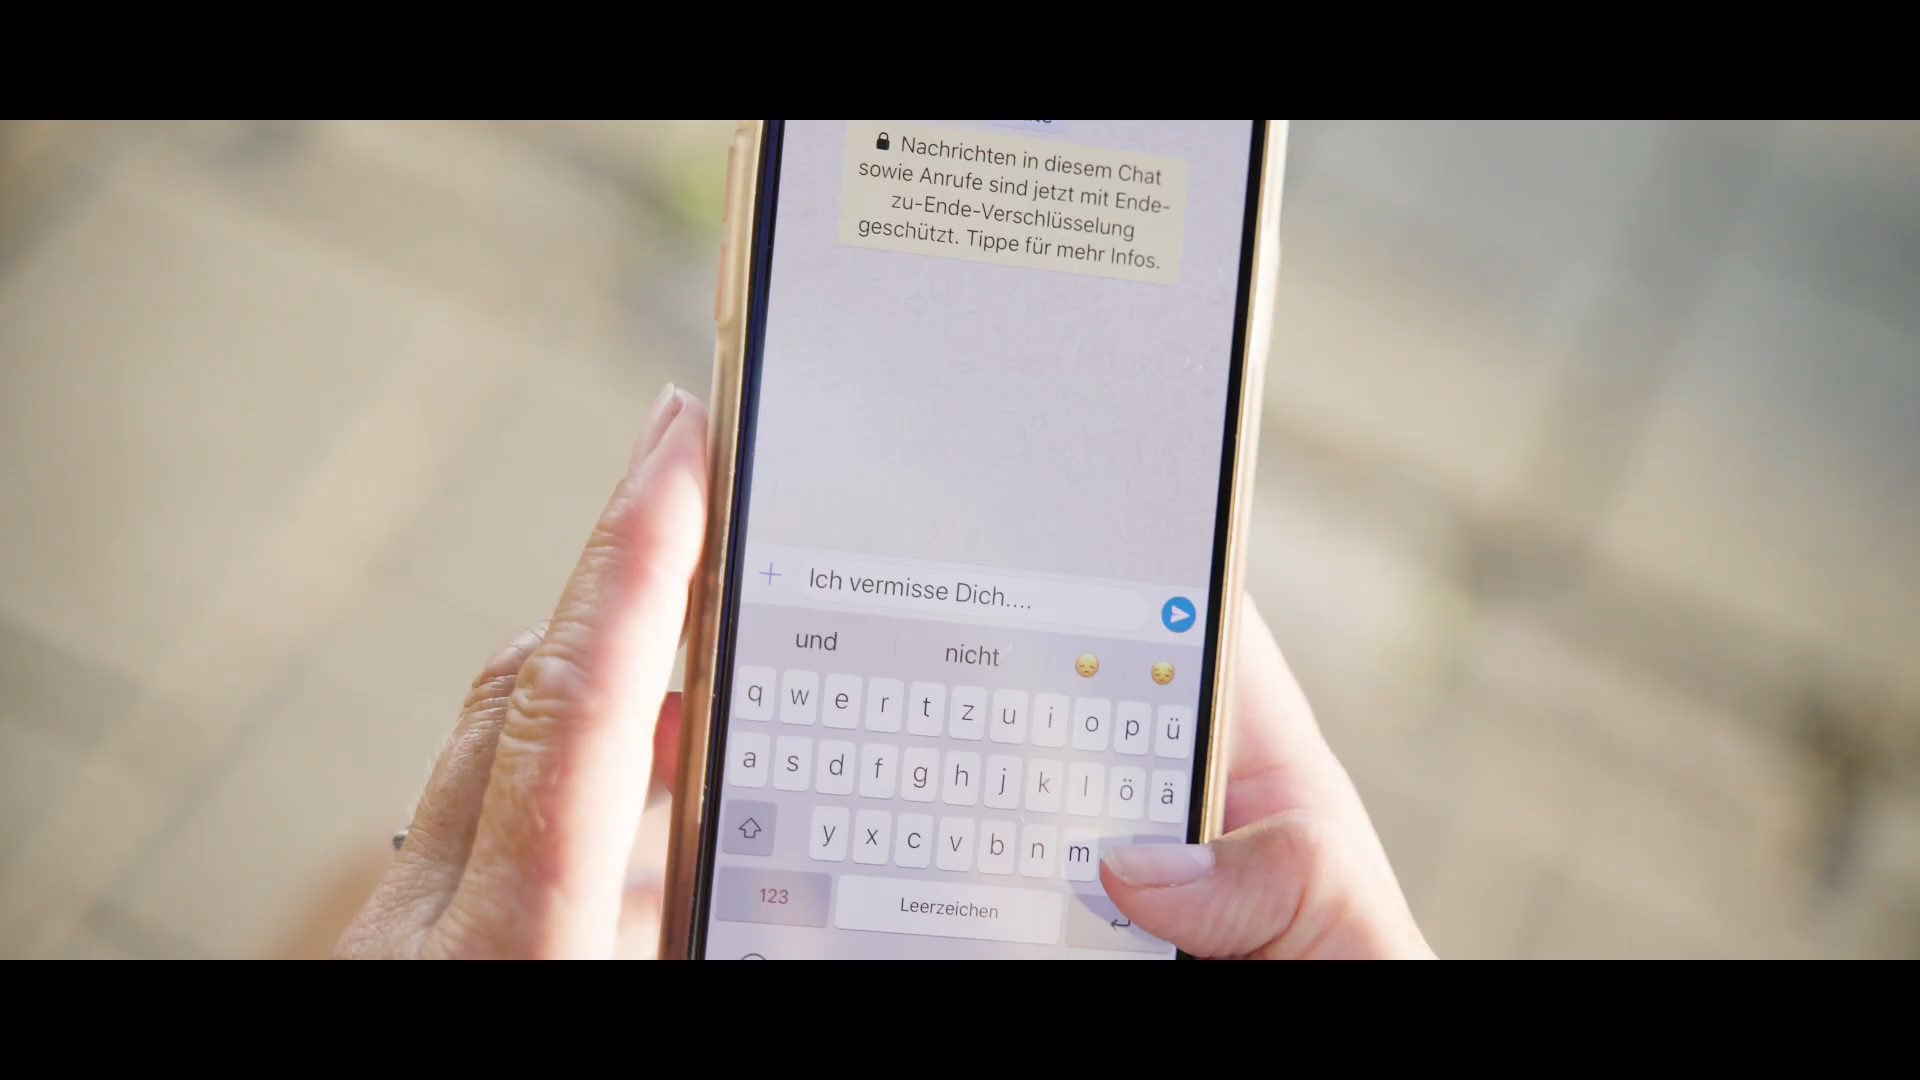 Nachrichten in diesem Chat
sowie Anrufe sind jetzt mit Ende-
zu-Ende-Verschlüsselung
geschützt. Tippe für mehr Infos.
Ich vermisse Dich....
und nicht 😞 😔
q w e r t z u i o p ü
a s d f g h j k l ö ä
y x c v b n m
123 Leerzeichen